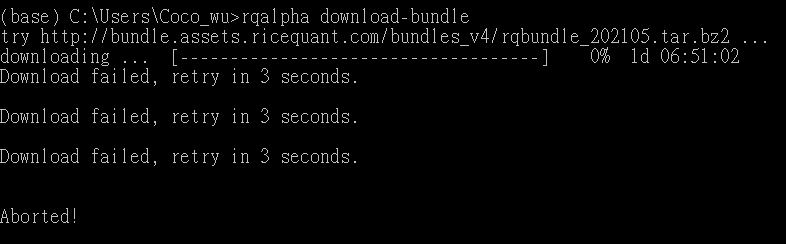 (base) C:\Users\Coco_wu>rqalpha download-bundle
try http://bundle.assets.ricequant.com/bundles_v4/rqbundle_202105.tar.bz2 ...
downloading ...  [------------------------------------]    0%  1d 06:51:02
Download failed, retry in 3 seconds.
Download failed, retry in 3 seconds.
Download failed, retry in 3 seconds.
Aborted!